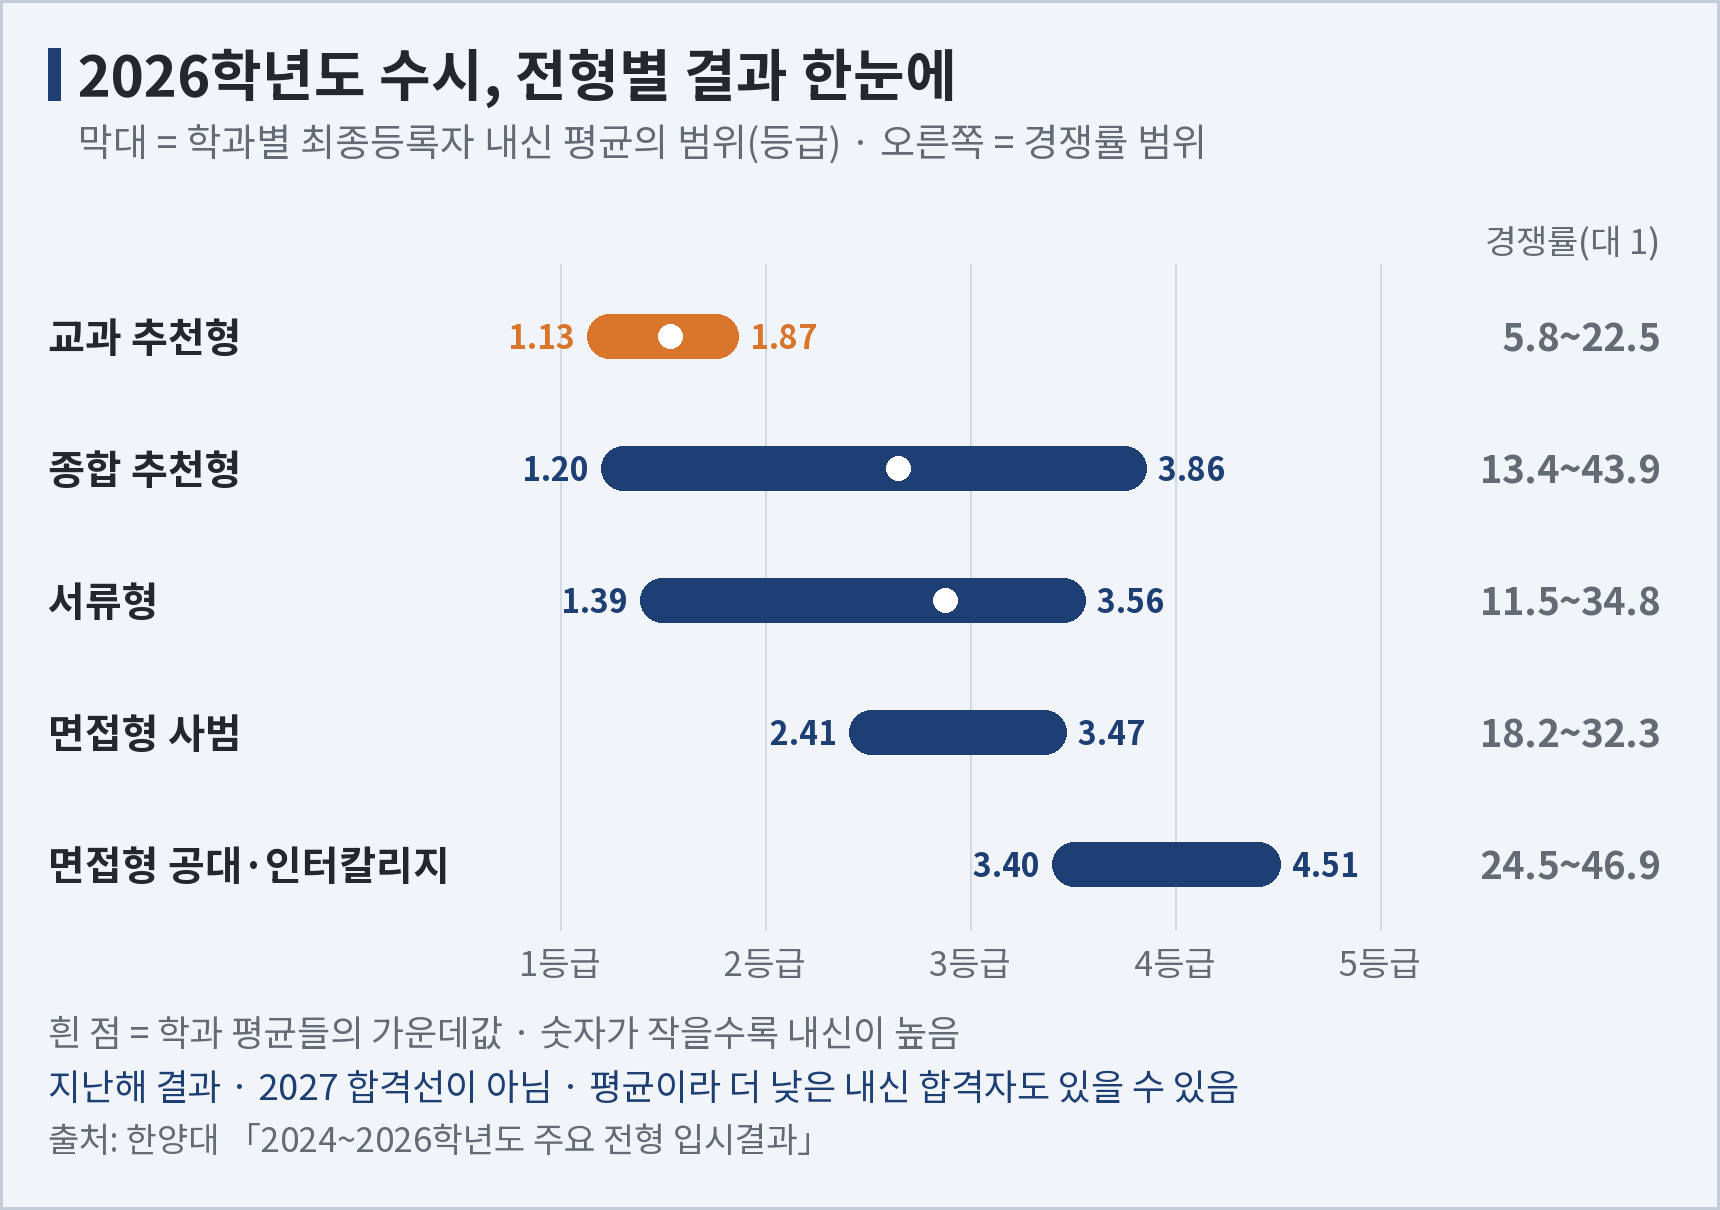 2026학년도 수시, 전형별 결과 한눈에
막대 = 학과별 최종등록자 내신 평균의 범위(등급) · 오른쪽 = 경쟁률 범위
경쟁률(대 1)
교과 추천형 1.13 1.87 5.8~22.5
종합 추천형 1.20 3.86 13.4~43.9
서류형 1.39 3.56 11.5~34.8
면접형 사범 2.41 3.47 18.2~32.3
면접형 공대·인터칼리지 3.40 4.51 24.5~46.9
1등급 2등급 3등급 4등급 5등급
흰 점 = 학과 평균들의 가운데값 · 숫자가 작을수록 내신이 높음
지난해 결과 · 2027 합격선이 아님 · 평균이라 더 낮은 내신 합격자도 있을 수 있음
출처: 한양대 「2024~2026학년도 주요 전형 입시결과」